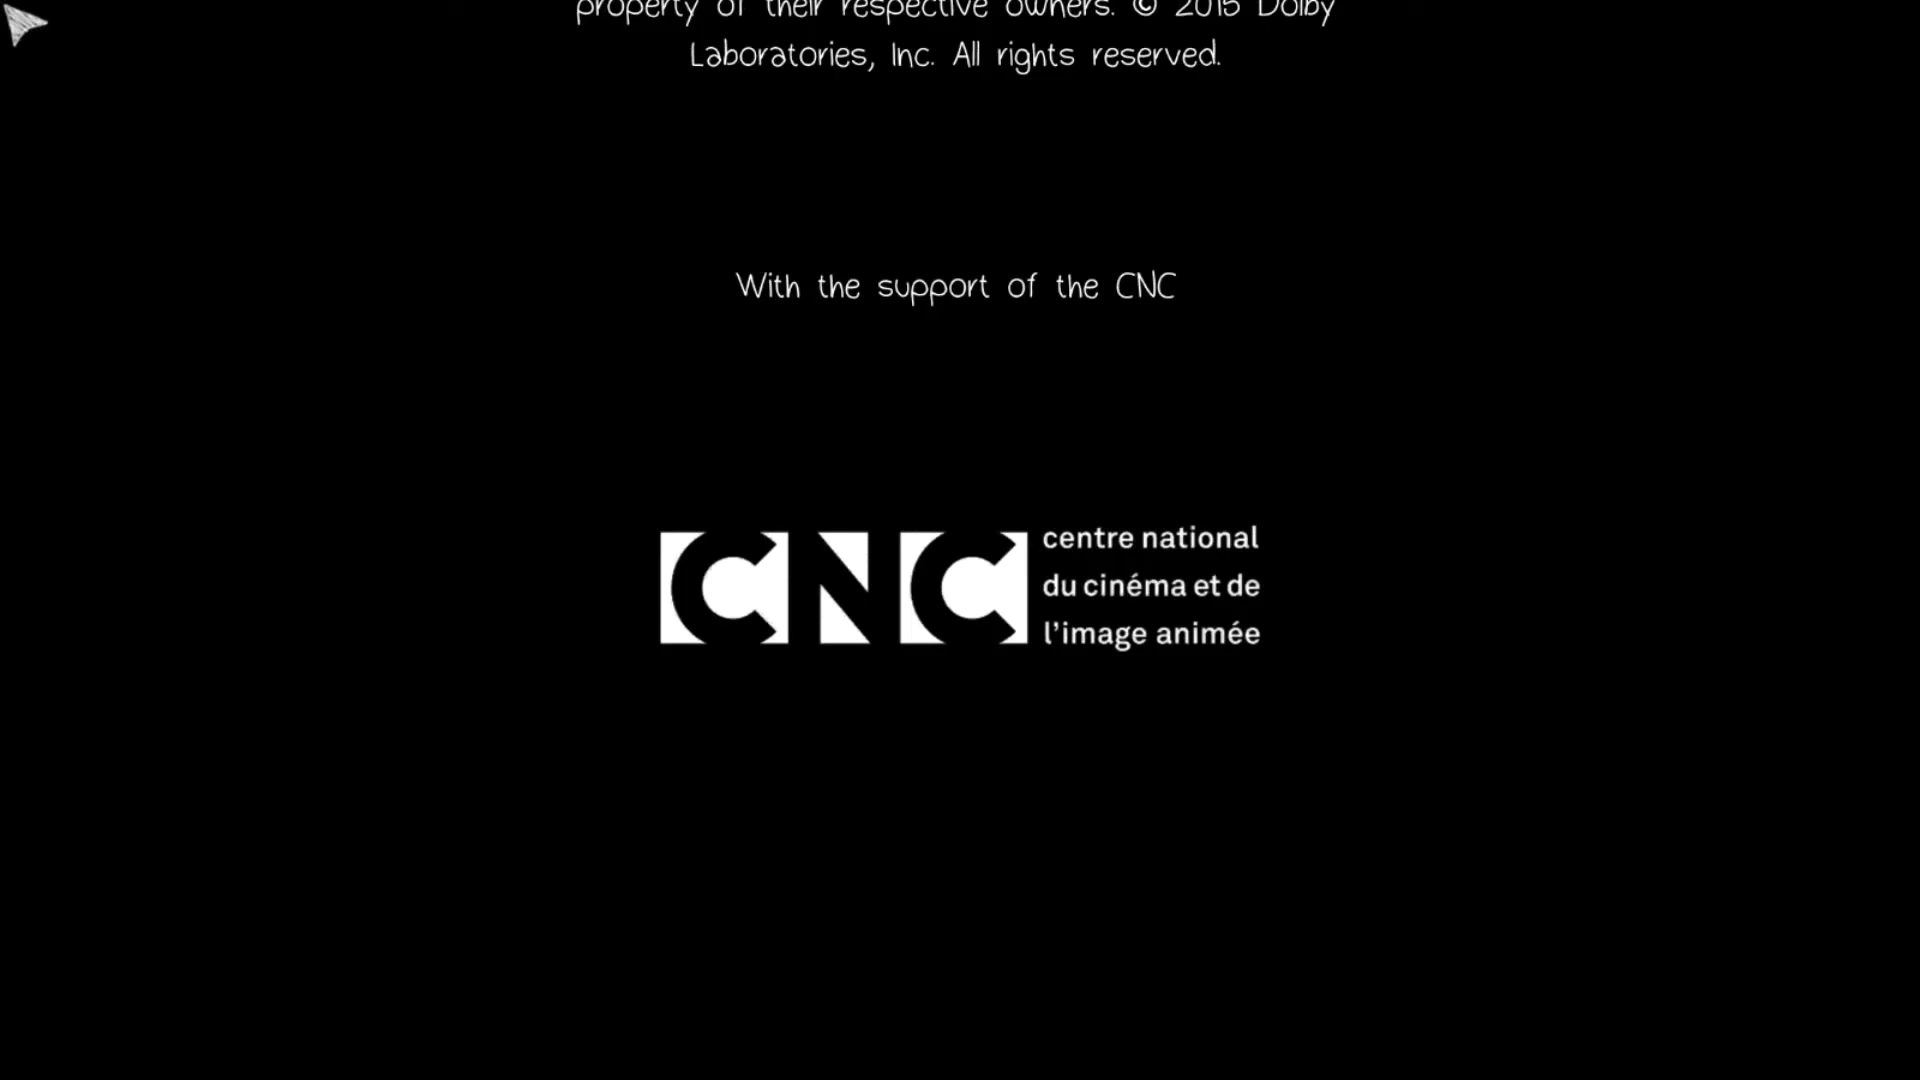 property of their respective owners. © 2015 Dolby
Laboratories, Inc. All rights reserved.
With the support of the CNC
CNC
centre national
du cinéma et de
l'image animée